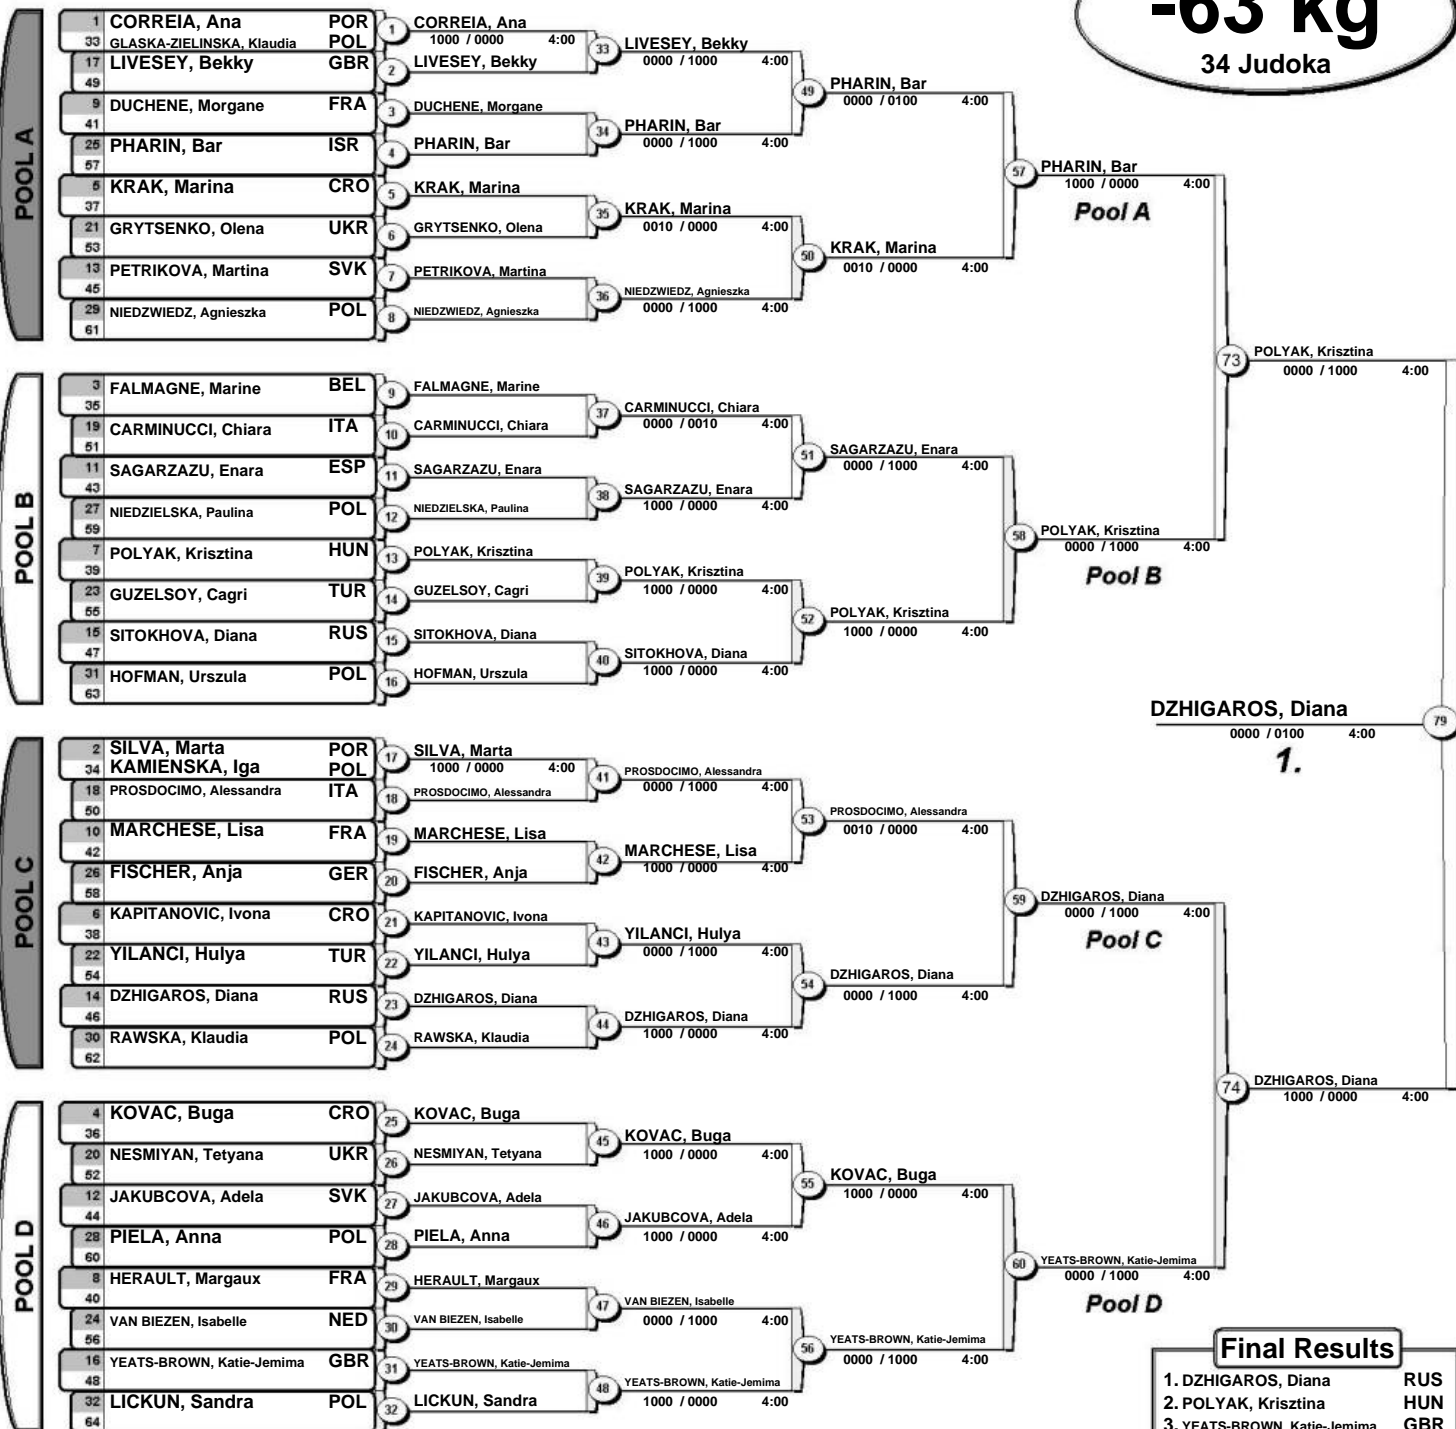 -63 kg
34 Judoka
POOL A
1 CORREIA, Ana POR
33 GLASKA-ZIELINSKA, Klaudia POL
17 LIVESEY, Bekky GBR
49
9 DUCHENE, Morgane FRA
41
25 PHARIN, Bar ISR
57
5 KRAK, Marina CRO
37
21 GRYTSENKO, Olena UKR
53
13 PETRIKOVA, Martina SVK
45
29 NIEDZWIEDZ, Agnieszka POL
61
1 CORREIA, Ana
1000 / 0000 4:00
2 LIVESEY, Bekky
3 DUCHENE, Morgane
4 PHARIN, Bar
5 KRAK, Marina
6 GRYTSENKO, Olena
7 PETRIKOVA, Martina
8 NIEDZWIEDZ, Agnieszka
33 LIVESEY, Bekky
0000 / 1000 4:00
34 PHARIN, Bar
0000 / 1000 4:00
35 KRAK, Marina
0010 / 0000 4:00
36 NIEDZWIEDZ, Agnieszka
0000 / 1000 4:00
49 PHARIN, Bar
0000 / 0100 4:00
50 KRAK, Marina
0010 / 0000 4:00
57 PHARIN, Bar
1000 / 0000 4:00
Pool A
POOL B
3 FALMAGNE, Marine BEL
35
19 CARMINUCCI, Chiara ITA
51
11 SAGARZAZU, Enara ESP
43
27 NIEDZIELSKA, Paulina POL
59
7 POLYAK, Krisztina HUN
39
23 GUZELSOY, Cagri TUR
55
15 SITOKHOVA, Diana RUS
47
31 HOFMAN, Urszula POL
63
9 FALMAGNE, Marine
10 CARMINUCCI, Chiara
11 SAGARZAZU, Enara
12 NIEDZIELSKA, Paulina
13 POLYAK, Krisztina
14 GUZELSOY, Cagri
15 SITOKHOVA, Diana
16 HOFMAN, Urszula
37 CARMINUCCI, Chiara
0000 / 0010 4:00
38 SAGARZAZU, Enara
1000 / 0000 4:00
39 POLYAK, Krisztina
1000 / 0000 4:00
40 SITOKHOVA, Diana
1000 / 0000 4:00
51 SAGARZAZU, Enara
0000 / 1000 4:00
52 POLYAK, Krisztina
1000 / 0000 4:00
58 POLYAK, Krisztina
0000 / 1000 4:00
Pool B
73 POLYAK, Krisztina
0000 / 1000 4:00
DZHIGAROS, Diana 79
0000 / 0100 4:00
1.
POOL C
2 SILVA, Marta POR
34 KAMIENSKA, Iga POL
18 PROSDOCIMO, Alessandra ITA
50
10 MARCHESE, Lisa FRA
42
26 FISCHER, Anja GER
58
6 KAPITANOVIC, Ivona CRO
38
22 YILANCI, Hulya TUR
54
14 DZHIGAROS, Diana RUS
46
30 RAWSKA, Klaudia POL
62
17 SILVA, Marta
1000 / 0000 4:00
18 PROSDOCIMO, Alessandra
19 MARCHESE, Lisa
20 FISCHER, Anja
21 KAPITANOVIC, Ivona
22 YILANCI, Hulya
23 DZHIGAROS, Diana
24 RAWSKA, Klaudia
41 PROSDOCIMO, Alessandra
0000 / 1000 4:00
42 MARCHESE, Lisa
1000 / 0000 4:00
43 YILANCI, Hulya
0000 / 1000 4:00
44 DZHIGAROS, Diana
1000 / 0000 4:00
53 PROSDOCIMO, Alessandra
0010 / 0000 4:00
54 DZHIGAROS, Diana
0000 / 1000 4:00
59 DZHIGAROS, Diana
0000 / 1000 4:00
Pool C
74 DZHIGAROS, Diana
1000 / 0000 4:00
POOL D
4 KOVAC, Buga CRO
36
20 NESMIYAN, Tetyana UKR
52
12 JAKUBCOVA, Adela SVK
44
28 PIELA, Anna POL
60
8 HERAULT, Margaux FRA
40
24 VAN BIEZEN, Isabelle NED
56
16 YEATS-BROWN, Katie-Jemima GBR
48
32 LICKUN, Sandra POL
64
25 KOVAC, Buga
26 NESMIYAN, Tetyana
27 JAKUBCOVA, Adela
28 PIELA, Anna
29 HERAULT, Margaux
30 VAN BIEZEN, Isabelle
31 YEATS-BROWN, Katie-Jemima
32 LICKUN, Sandra
45 KOVAC, Buga
1000 / 0000 4:00
46 JAKUBCOVA, Adela
1000 / 0000 4:00
47 VAN BIEZEN, Isabelle
0000 / 1000 4:00
48 YEATS-BROWN, Katie-Jemima
1000 / 0000 4:00
55 KOVAC, Buga
1000 / 0000 4:00
56 YEATS-BROWN, Katie-Jemima
0000 / 1000 4:00
60 YEATS-BROWN, Katie-Jemima
0000 / 1000 4:00
Pool D
Final Results
1. DZHIGAROS, Diana RUS
2. POLYAK, Krisztina HUN
3. YEATS-BROWN, Katie-Jemima GBR